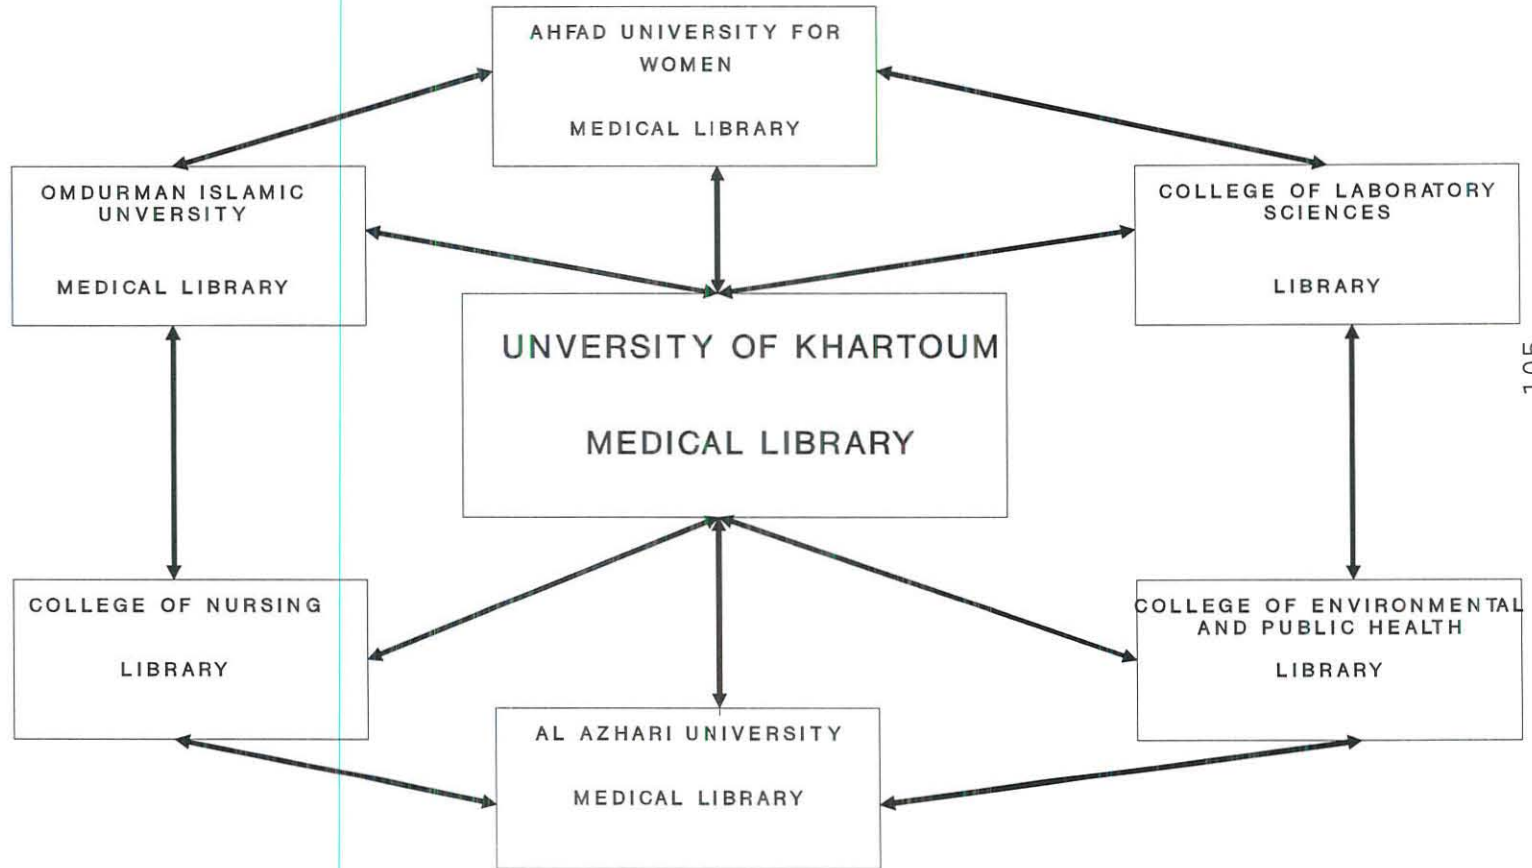 AHFAD UNIVERSITY FOR
WOMEN
MEDICAL LIBRARY
OMDURMAN ISLAMIC
UNVERSITY
MEDICAL LIBRARY
COLLEGE OF LABORATORY
SCIENCES
LIBRARY
UNVERSITY OF KHARTOUM
MEDICAL LIBRARY
105
COLLEGE OF NURSING
LIBRARY
COLLEGE OF ENVIRONMENTAL
AND PUBLIC HEALTH
LIBRARY
AL AZHARI UNIVERSITY
MEDICAL LIBRARY